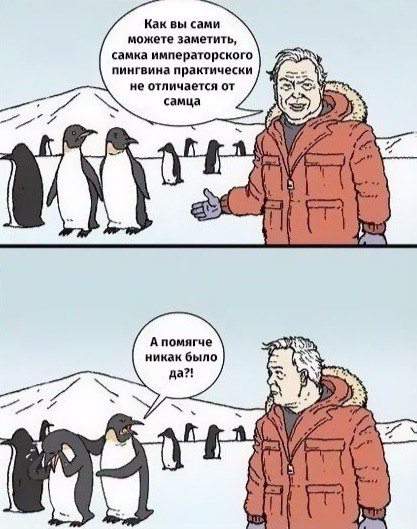 Как вы сами
можете заметить,
самка императорского
пингвина практически
не отличается от
самца
А помягче
никак было
да?!